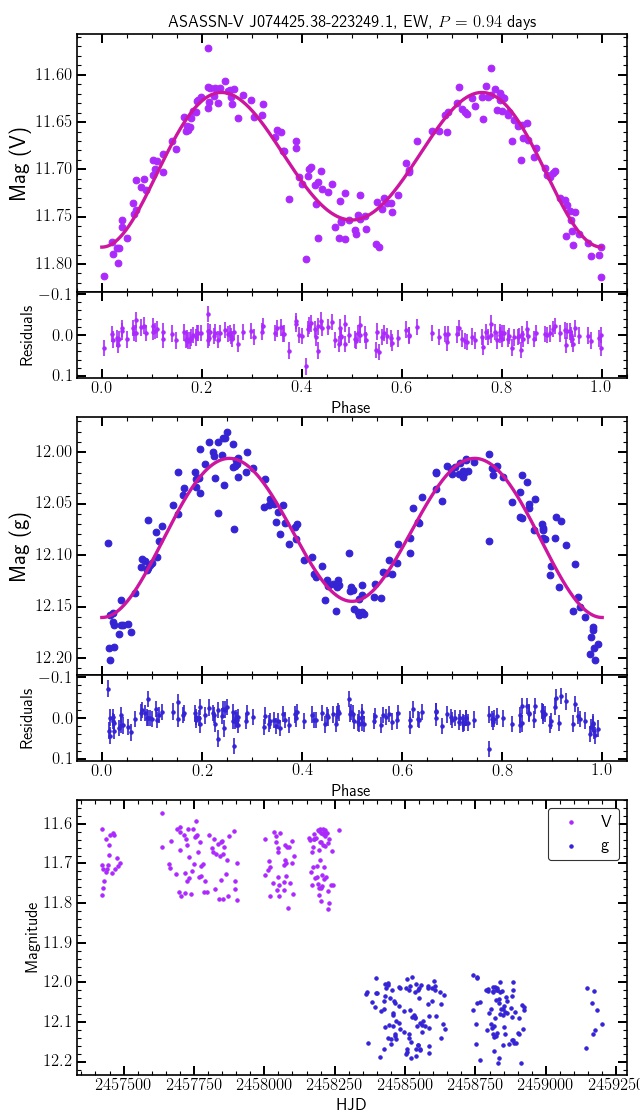 ASASSN-V J074425.38-223249.1, EW, P = 0.94 days
Mag (V)
11.60
11.65
11.70
11.75
11.80
Residuals
−0.1
0.0
0.1
0.0 0.2 0.4 0.6 0.8 1.0
Phase
Mag (g)
12.00
12.05
12.10
12.15
12.20
Residuals
−0.1
0.0
0.1
0.0 0.2 0.4 0.6 0.8 1.0
Phase
Magnitude
11.6
11.7
11.8
11.9
12.0
12.1
12.2
V
g
2457500 2457750 2458000 2458250 2458500 2458750 2459000 2459250
HJD